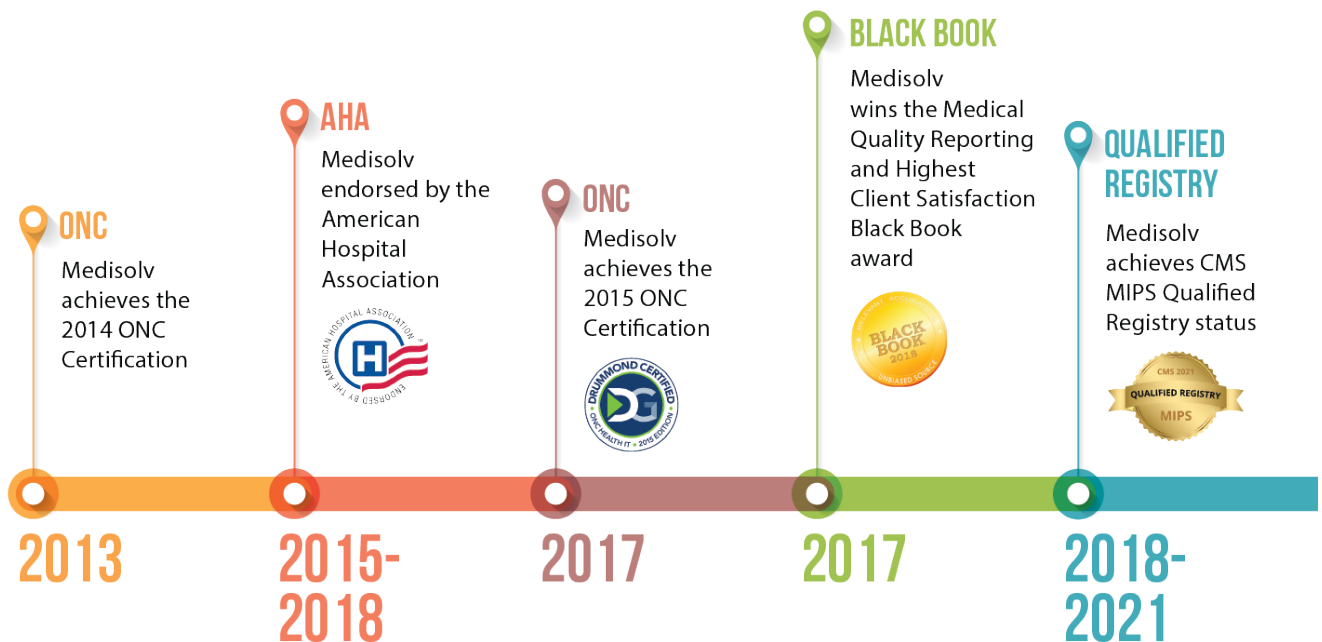 ONC
Medisolv
achieves the
2014 ONC
Certification
2013
AHA
Medisolv
endorsed by the
American
Hospital
Association
ENDORSED BY THE AMERICAN HOSPITAL ASSOCIATION
H
2015-
2018
ONC
Medisolv
achieves the
2015 ONC
Certification
DRUMMOND CERTIFIED
DG
ONC HEALTH IT • 2015 EDITION
2017
BLACK BOOK
Medisolv
wins the Medical
Quality Reporting
and Highest
Client Satisfaction
Black Book
award
BLACK
BOOK
2018
UNBIASED SOURCE
2017
QUALIFIED
REGISTRY
Medisolv
achieves CMS
MIPS Qualified
Registry status
CMS 2021
QUALIFIED REGISTRY
MIPS
2018-
2021